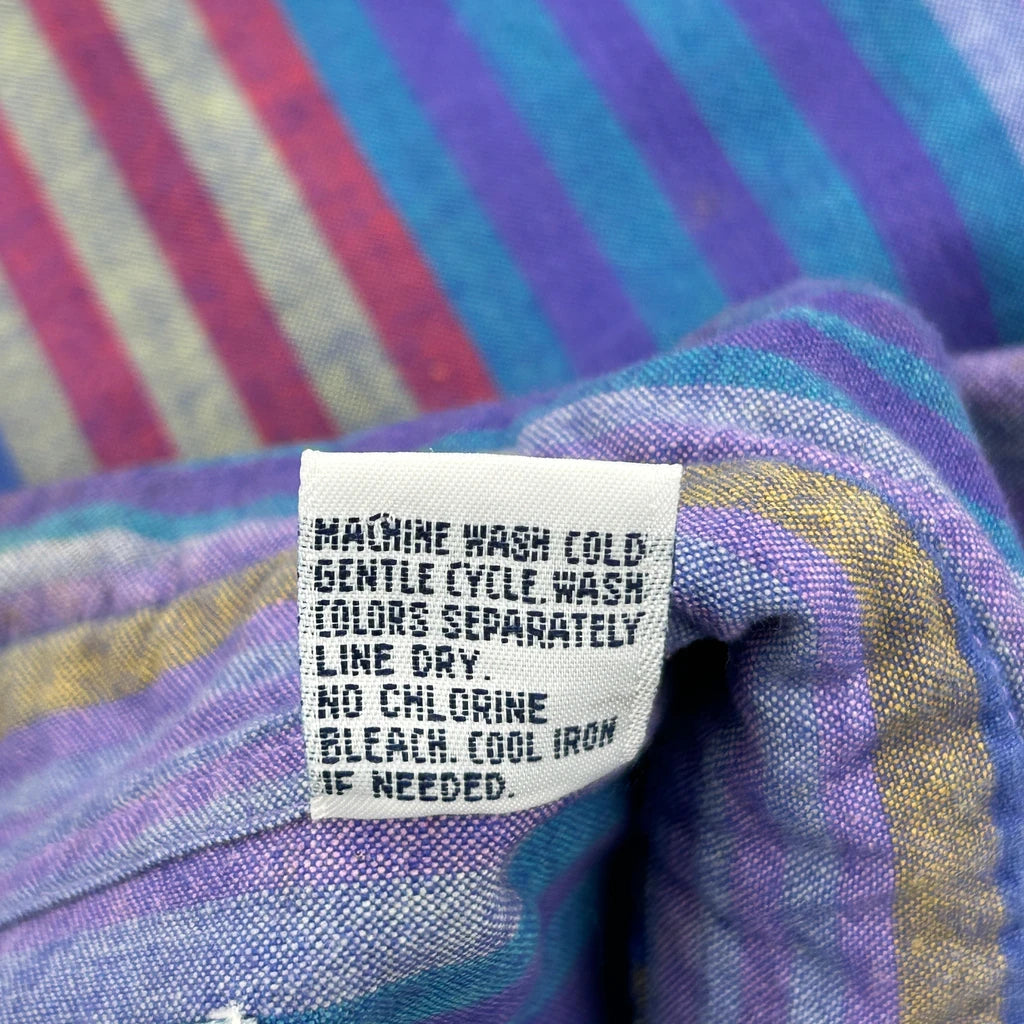 MACHINE WASH COLD
GENTLE CYCLE. WASH
COLORS SEPARATELY
LINE DRY.
NO CHLORINE
BLEACH. COOL IRON
IF NEEDED.